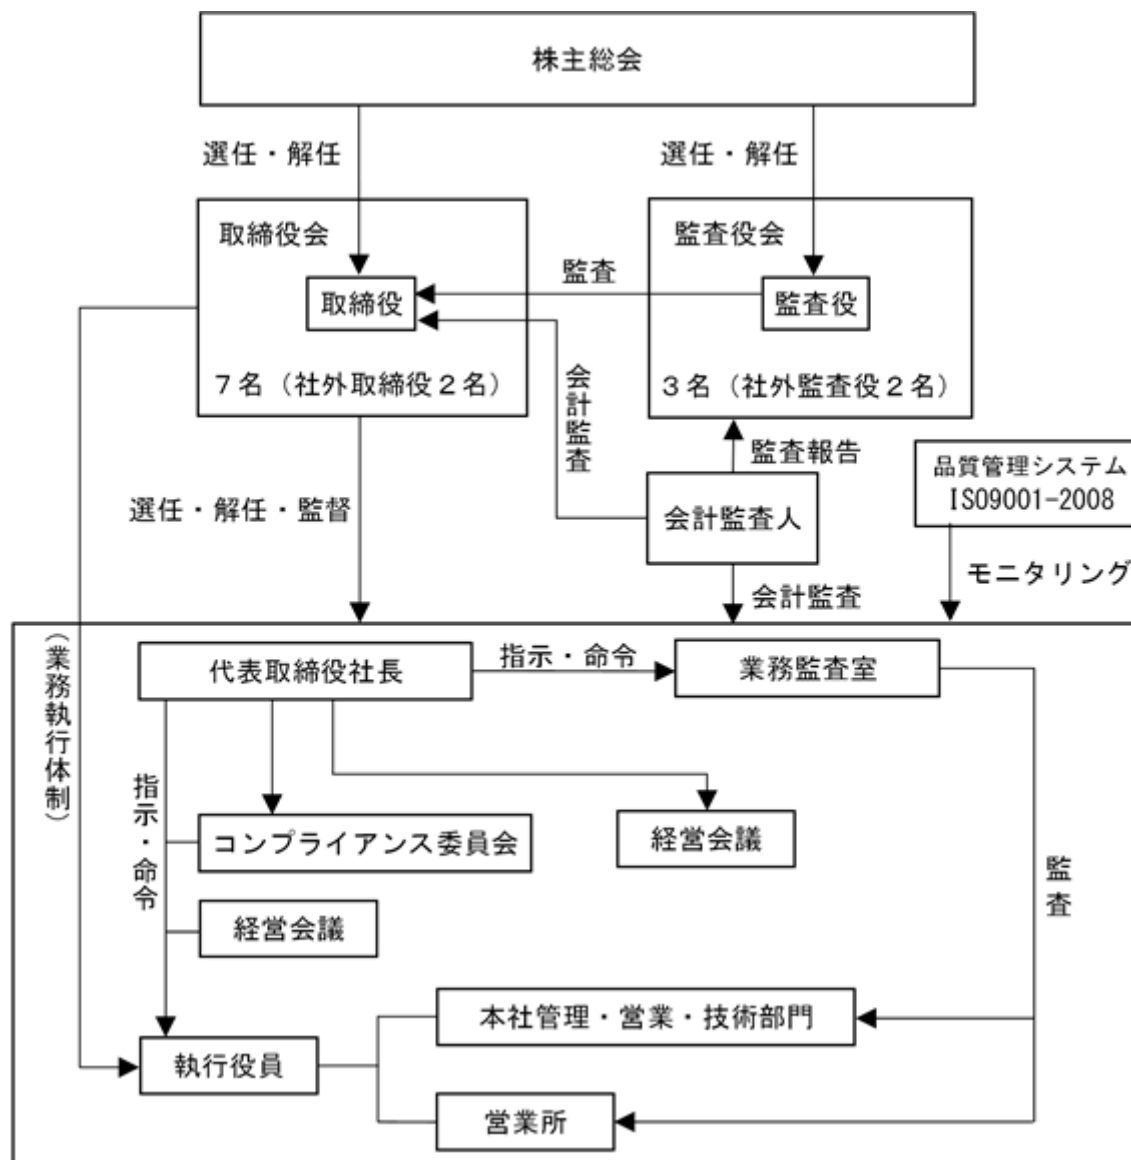 株主総会
選任・解任
選任・解任
取締役会
監査役会
監査
取締役
監査役
７名（社外取締役２名）
３名（社外監査役２名）
会計監査
監査報告
品質管理システム
ISO9001-2008
選任・解任・監督
会計監査人
モニタリング
会計監査
（業務執行体制）
代表取締役社長
指示・命令
業務監査室
指示・命令
コンプライアンス委員会
経営会議
監査
経営会議
本社管理・営業・技術部門
執行役員
営業所